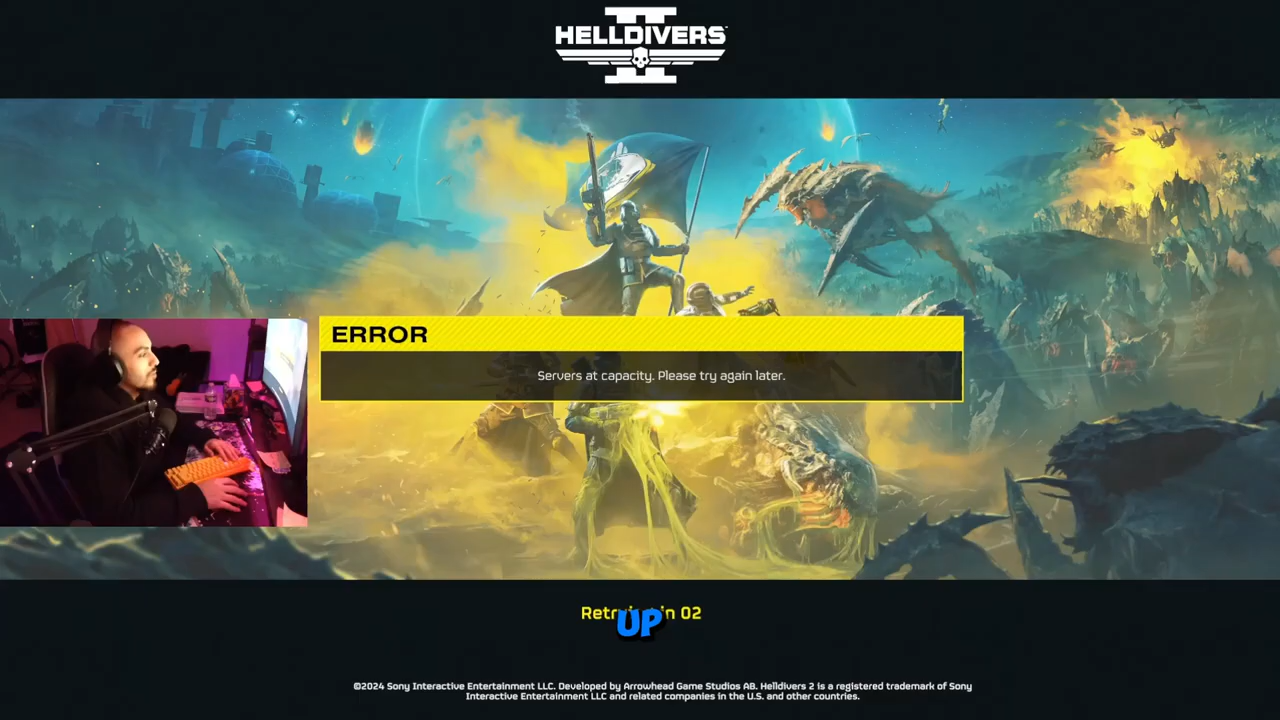 HELLDIVERS
II
ERROR
Servers at capacity. Please try again later.
in 02
UP
©2024 Sony Interactive Entertainment LLC. Developed by Arrowhead Game Studios AB. Helldivers 2 is a registered trademark of Sony
Interactive Entertainment LLC and related companies in the U.S. and other countries.